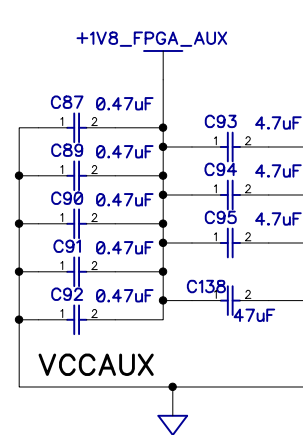 +1V8_FPGA_AUX
C87 0.47uF
1 2
C89 0.47uF
1 2
C90 0.47uF
1 2
C91 0.47uF
1 2
C92 0.47uF
1 2
C93 4.7uF
1 2
C94 4.7uF
1 2
C95 4.7uF
1 2
C138
1 2
47uF
VCCAUX